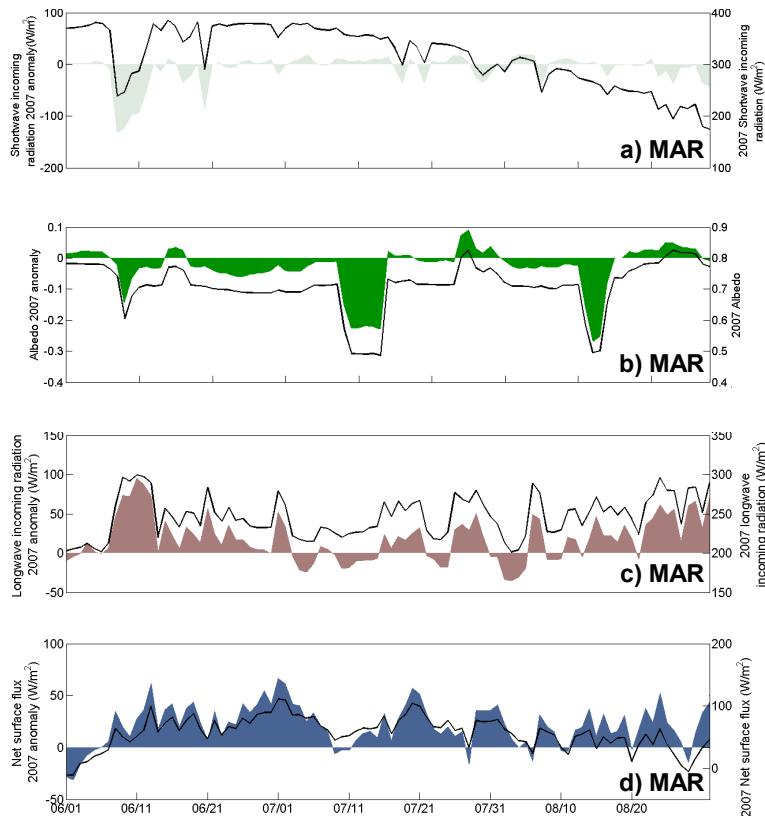 Shortwave incoming
radiation 2007 anomaly(W/m²)
100
0
-100
-200
400
300
200
100
2007 Shortwave incoming
radiation (W/m²)
a) MAR
Albedo 2007 anomaly
0.1
0
-0.1
-0.2
-0.3
-0.4
0.9
0.8
0.7
0.6
0.5
0.4
2007 Albedo
b) MAR
Longwave incoming radiation
2007 anomaly (W/m²)
150
100
50
0
-50
350
300
250
200
150
2007 longwave
incoming radiation (W/m²)
c) MAR
Net surface flux
2007 anomaly (W/m²)
100
50
0
-50
200
100
0
2007 Net surface flux (W/m²)
d) MAR
06/01 06/11 06/21 07/01 07/11 07/21 07/31 08/10 08/20